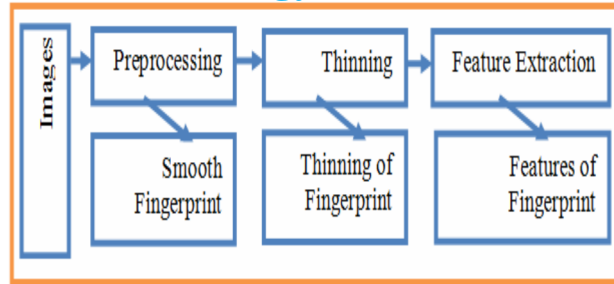 Images
Preprocessing
Thinning
Feature Extraction
Smooth
Fingerprint
Thinning of
Fingerprint
Features of
Fingerprint